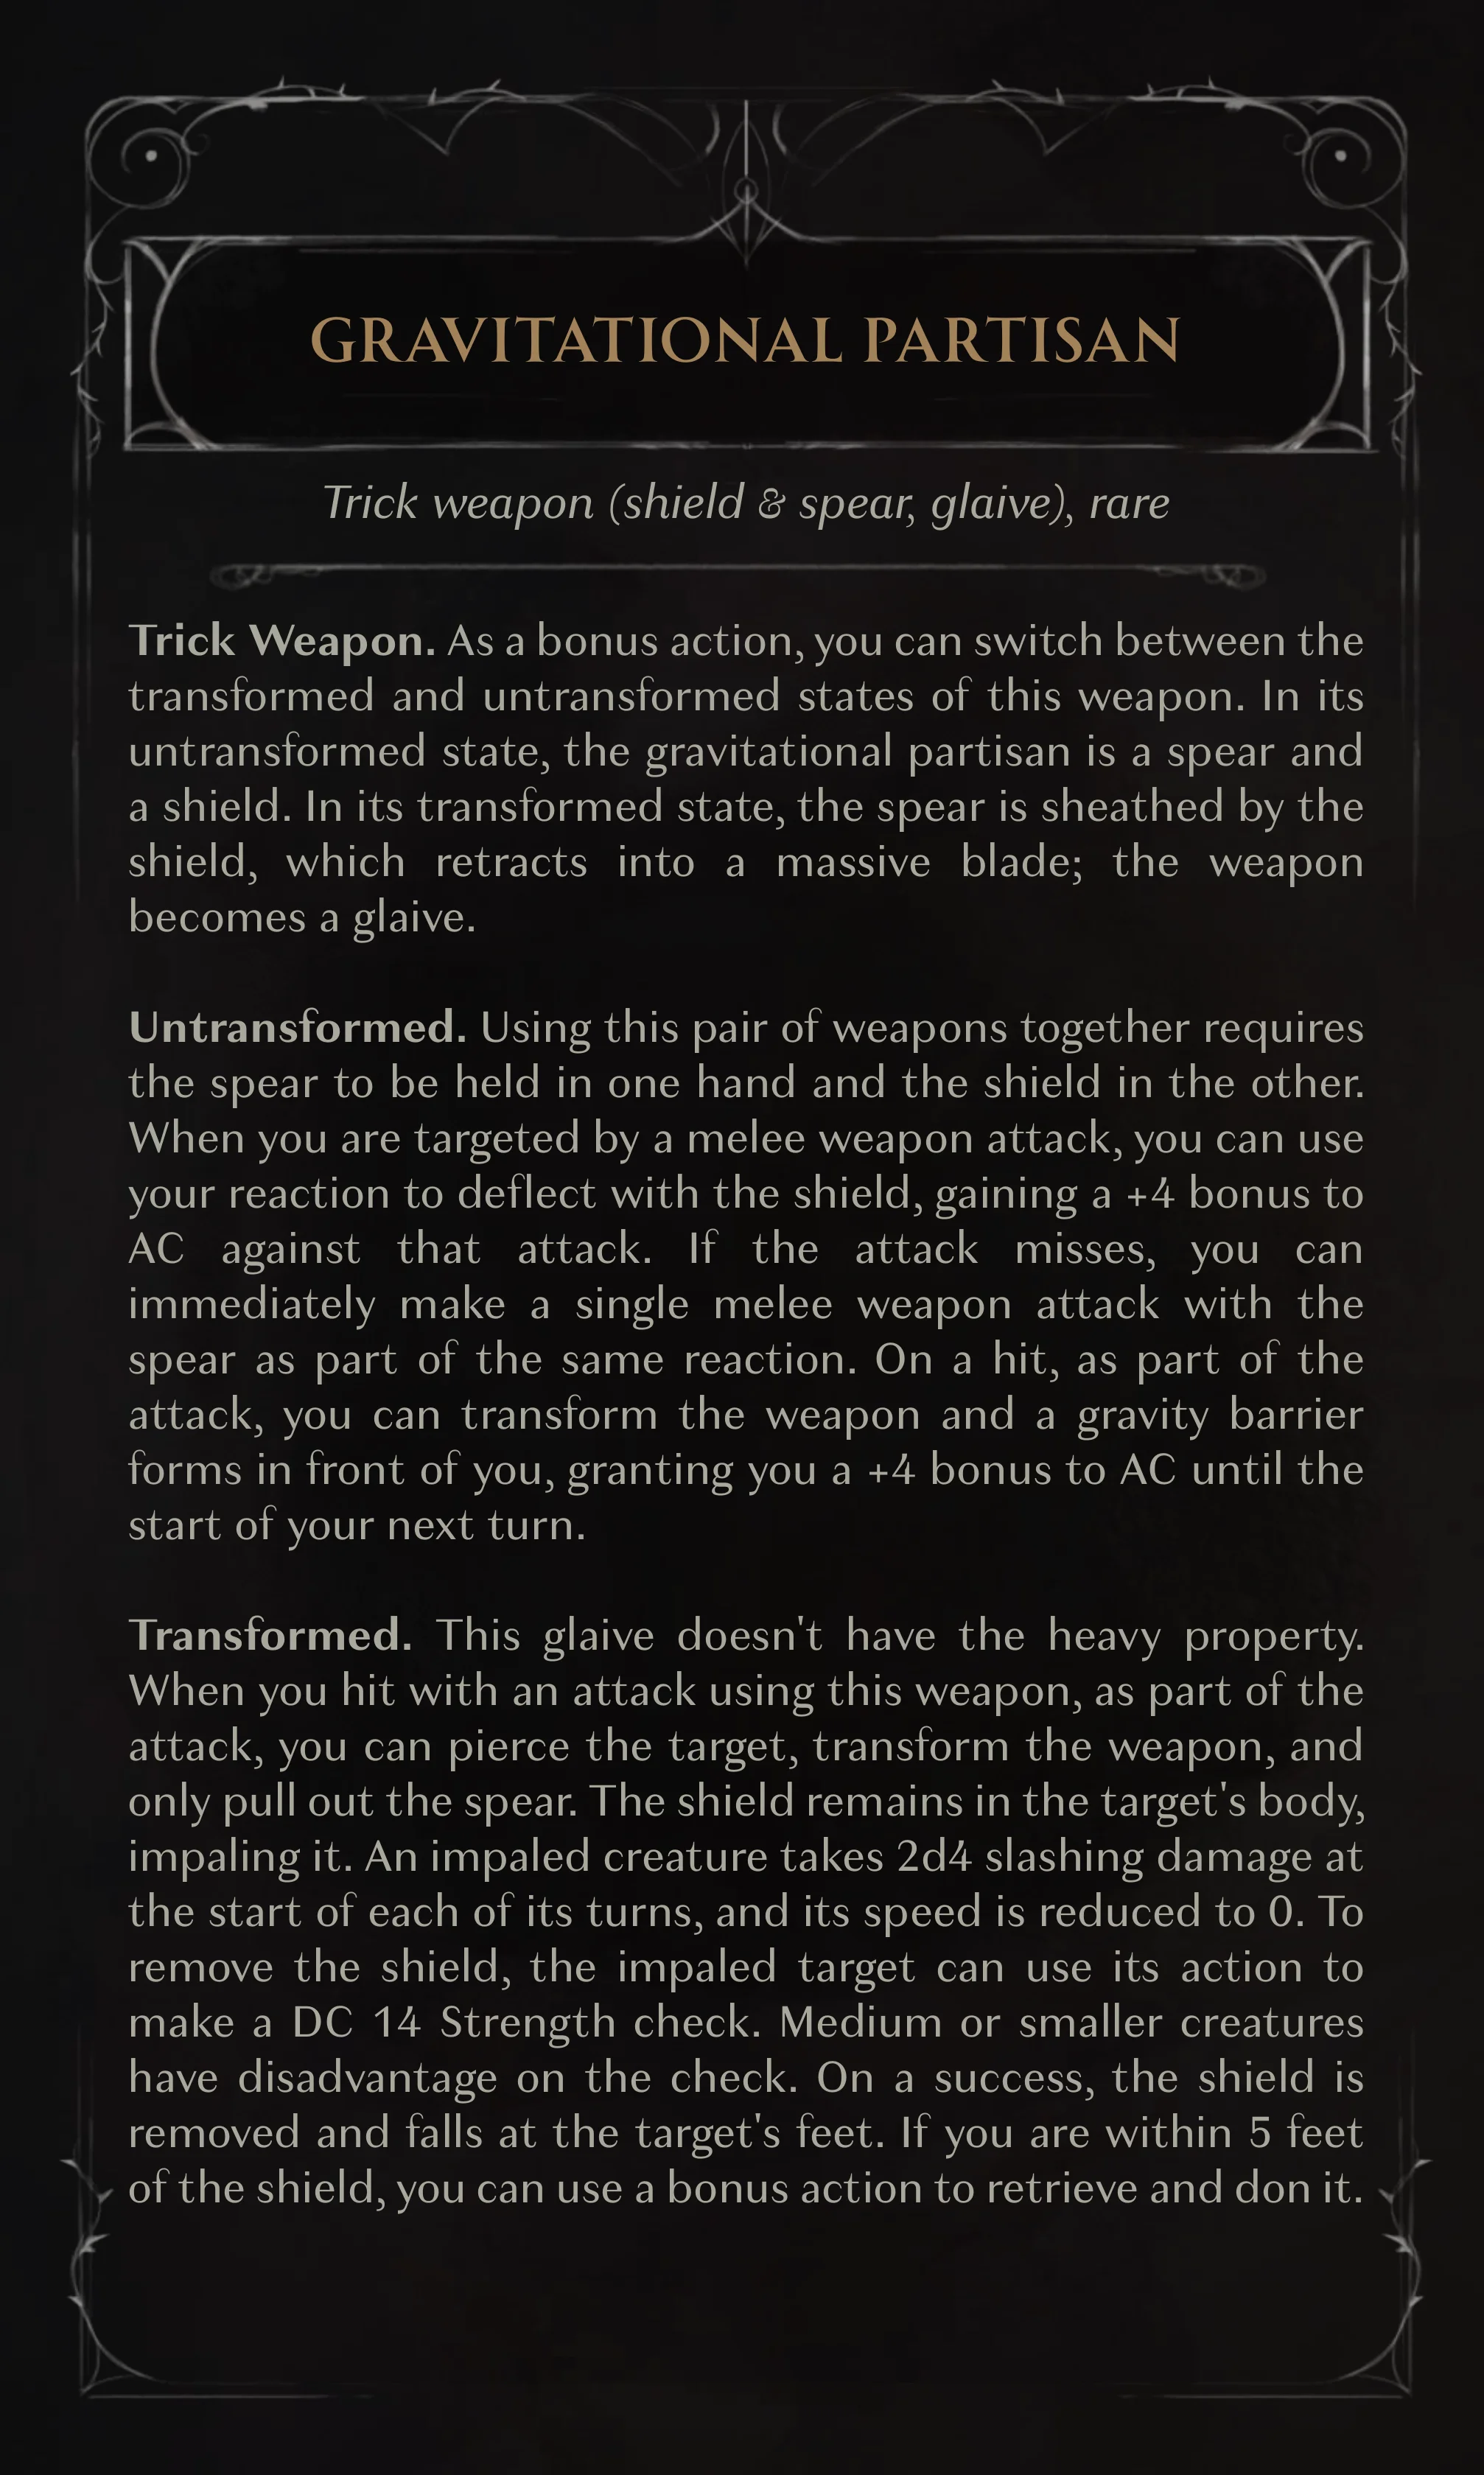 GRAVITATIONAL PARTISAN
Trick weapon (shield & spear, glaive), rare
Trick Weapon. As a bonus action, you can switch between the
transformed and untransformed states of this weapon. In its
untransformed state, the gravitational partisan is a spear and
a shield. In its transformed state, the spear is sheathed by the
shield, which retracts into a massive blade; the weapon
becomes a glaive.
Untransformed. Using this pair of weapons together requires
the spear to be held in one hand and the shield in the other.
When you are targeted by a melee weapon attack, you can use
your reaction to deflect with the shield, gaining a +4 bonus to
AC against that attack. If the attack misses, you can
immediately make a single melee weapon attack with the
spear as part of the same reaction. On a hit, as part of the
attack, you can transform the weapon and a gravity barrier
forms in front of you, granting you a +4 bonus to AC until the
start of your next turn.
Transformed. This glaive doesn't have the heavy property.
When you hit with an attack using this weapon, as part of the
attack, you can pierce the target, transform the weapon, and
only pull out the spear. The shield remains in the target's body,
impaling it. An impaled creature takes 2d4 slashing damage at
the start of each of its turns, and its speed is reduced to 0. To
remove the shield, the impaled target can use its action to
make a DC 14 Strength check. Medium or smaller creatures
have disadvantage on the check. On a success, the shield is
removed and falls at the target's feet. If you are within 5 feet
of the shield, you can use a bonus action to retrieve and don it.